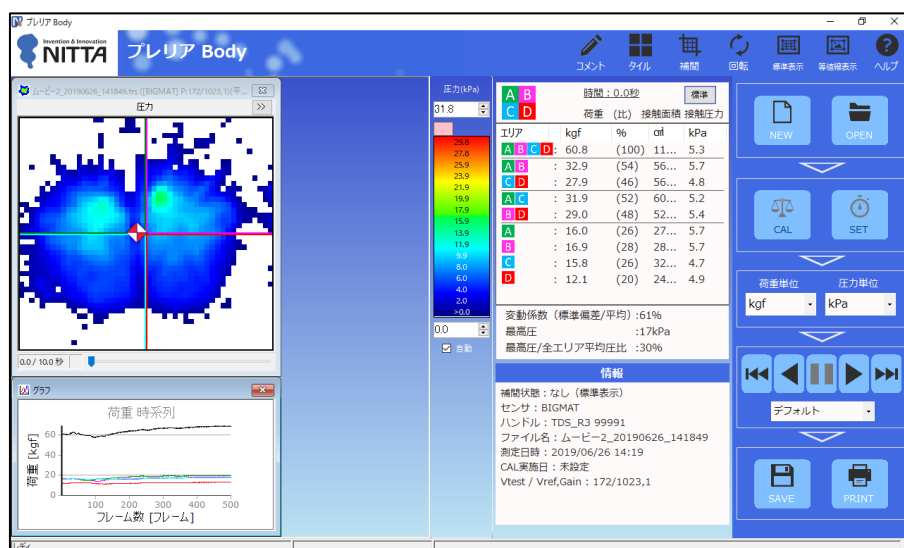 プレリア Body
Invention & Innovation
NITTA
プレリア Body
コメント
タイル
補間
回転
標準表示
等値線表示
ヘルプ
ムービー2_20190626_141849.trs ([BIGMAT] P:172/1023,1)(平...
圧力
>>
0.0 / 10.0 秒
圧力(kPa)
31.8
29.8
27.8
25.9
23.9
21.9
19.9
17.9
15.9
13.9
11.9
9.9
8.0
6.0
4.0
2.0
>0.0
0.0
自動
A B
C D
時間 : 0.0秒
標準
荷重 (比) 接触面積 接触圧力
エリア kgf % ㎠ kPa
A B C D : 60.8 (100) 11... 5.3
A B : 32.9 (54) 56... 5.7
C D : 27.9 (46) 56... 4.8
A C : 31.9 (52) 60... 5.2
B D : 29.0 (48) 52... 5.4
A : 16.0 (26) 27... 5.7
B : 16.9 (28) 28... 5.7
C : 15.8 (26) 32... 4.7
D : 12.1 (20) 24... 4.9
変動係数（標準偏差/平均）:61%
最高圧 :17kPa
最高圧/全エリア平均圧比 :30%
情報
補間状態 : なし（標準表示）
センサ : BIGMAT
ハンドル : TDS_R3 99991
ファイル名 : ムービー2_20190626_141849
測定日時 : 2019/06/26 14:19
CAL実施日 : 未設定
Vtest / Vref,Gain : 172/1023,1
グラフ
荷重 時系列
荷重 [kgf]
60
40
20
0
100 200 300 400 500
フレーム数 [フレーム]
NEW
OPEN
CAL
SET
荷重単位
圧力単位
kgf
kPa
デフォルト
SAVE
PRINT
レディ